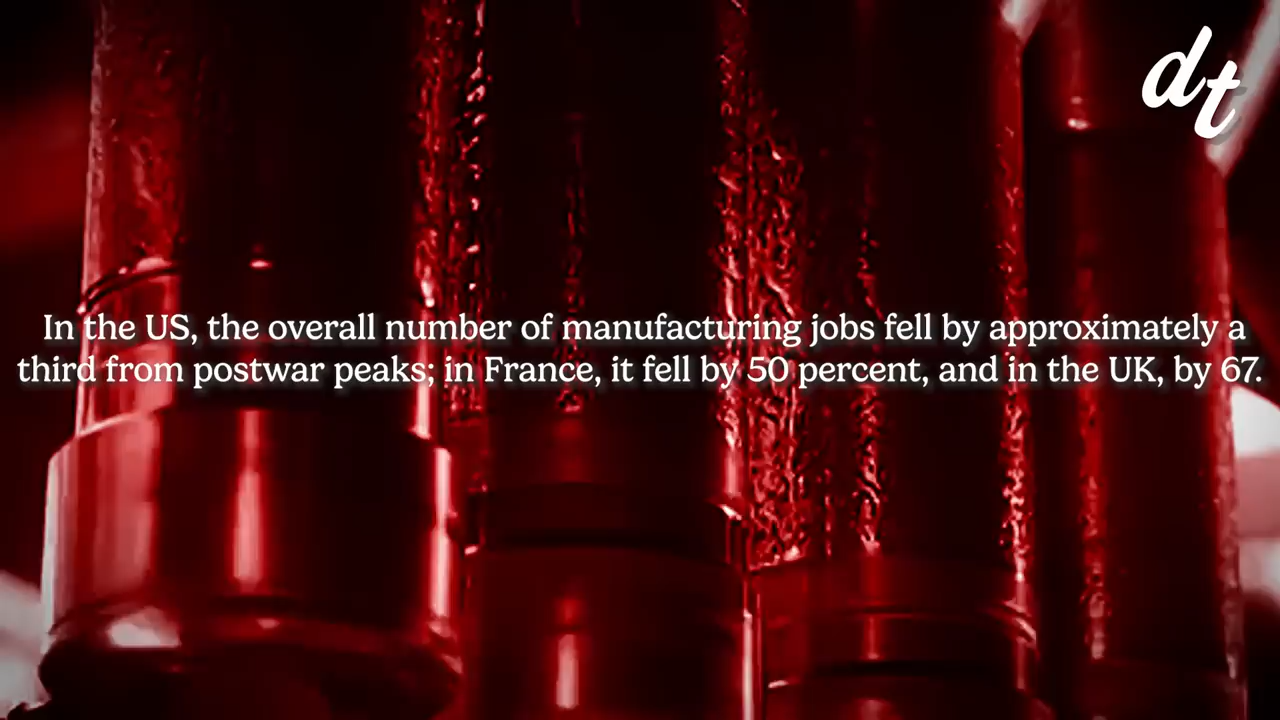 dt
In the US, the overall number of manufacturing jobs fell by approximately a
third from postwar peaks; in France, it fell by 50 percent, and in the UK, by 67.